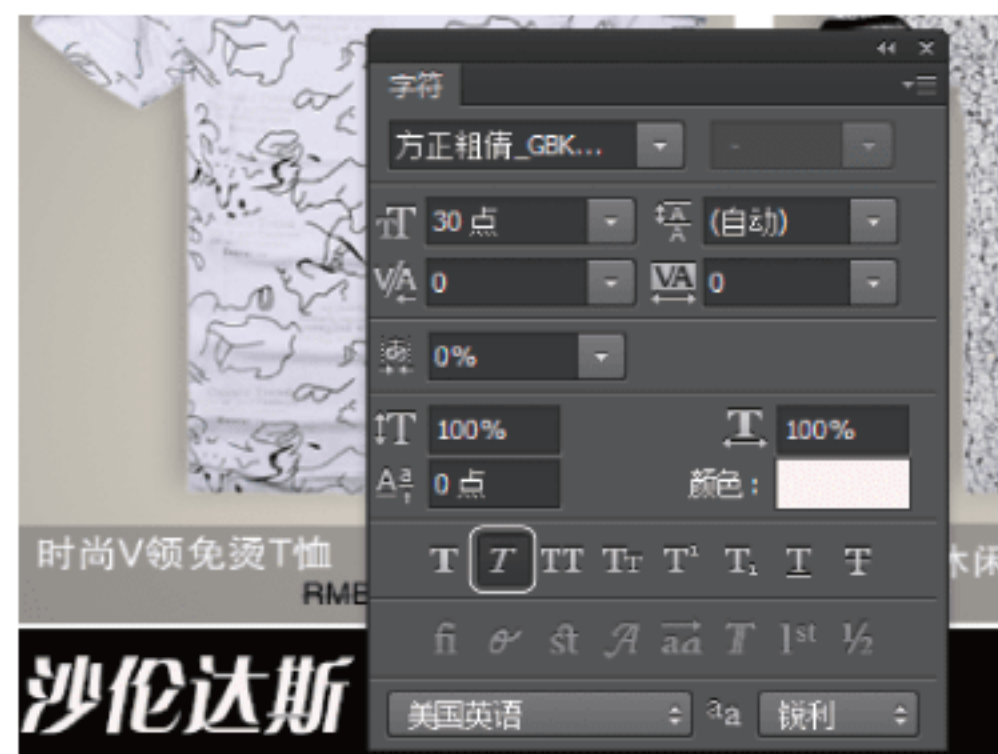 字符
方正粗倩_GBK...
-
30 点
(自动)
0
0
0%
100%
100%
0 点
颜色：
时尚V领免烫T恤
RMB
T T TT Tt T¹ T₁ T T
fi st A aa T 1st ½
沙伦达斯
美国英语
aa
锐利